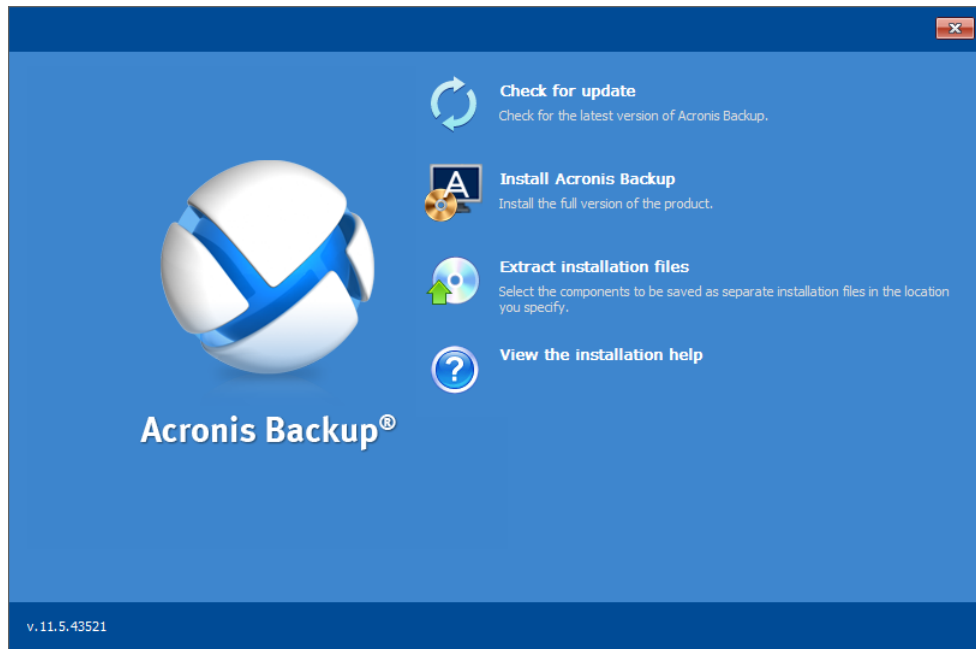 Check for update
Check for the latest version of Acronis Backup.
Install Acronis Backup
Install the full version of the product.
Extract installation files
Select the components to be saved as separate installation files in the location
you specify.
View the installation help
Acronis Backup®
v.11.5.43521